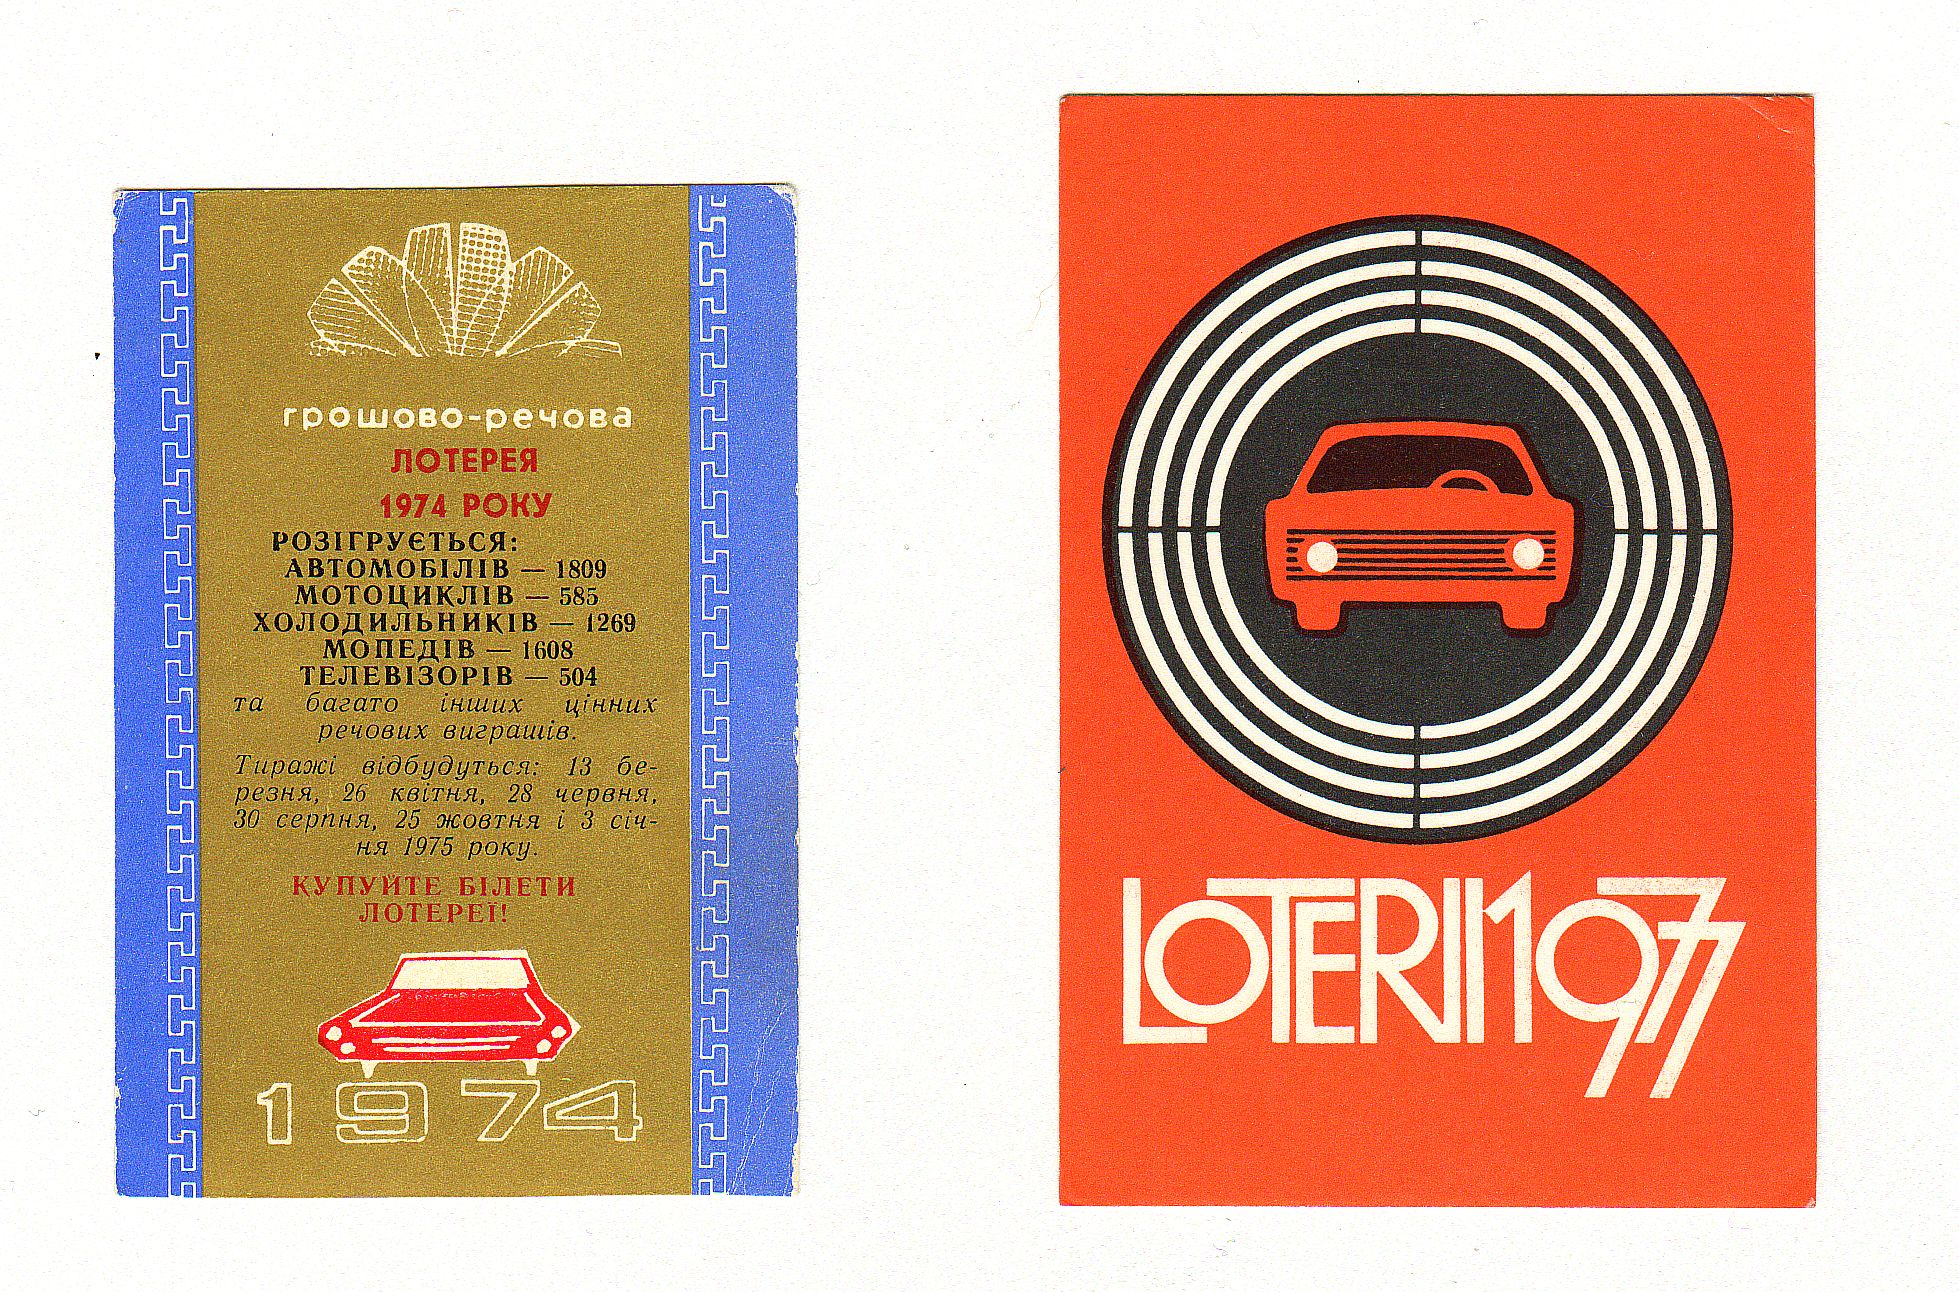 грошово-речова
ЛОТЕРЕЯ
1974 РОКУ
РОЗІГРУЄТЬСЯ:
АВТОМОБІЛІВ — 1809
МОТОЦИКЛІВ — 585
ХОЛОДИЛЬНИКІВ — 1269
МОПЕДІВ — 1608
ТЕЛЕВІЗОРІВ — 504
та багато інших цінних
речових виграшів.
Тиражі відбудуться: 13 бе-
резня, 26 квітня, 28 червня,
30 серпня, 25 жовтня і 3 січ-
ня 1975 року.
КУПУЙТЕ БІЛЕТИ
ЛОТЕРЕЇ!
1974
LOTERII 1977